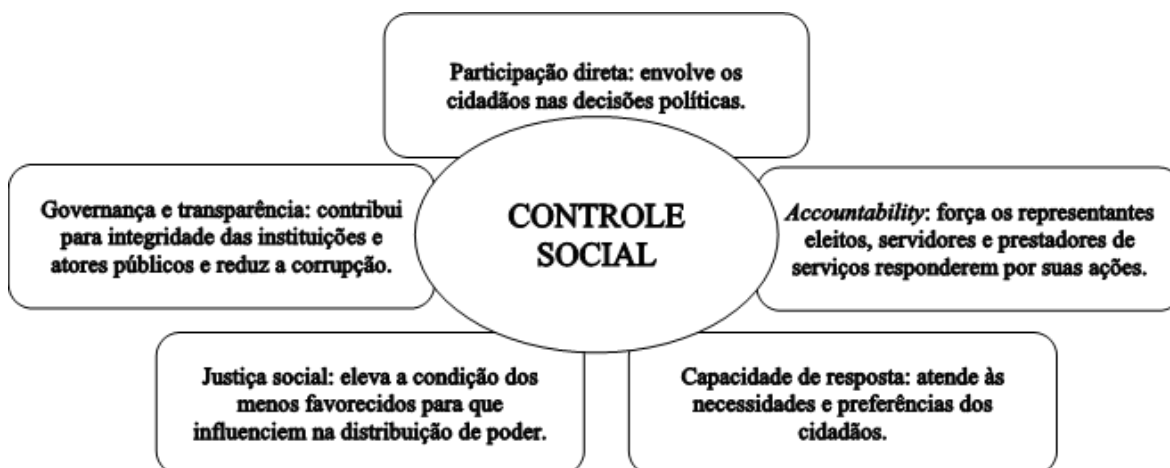 Participação direta: envolve os
cidadãos nas decisões políticas.
Governança e transparência: contribui
para integridade das instituições e
atores públicos e reduz a corrupção.
CONTROLE
SOCIAL
Accountability: força os representantes
eleitos, servidores e prestadores de
serviços responderem por suas ações.
Justiça social: eleva a condição dos
menos favorecidos para que
influenciem na distribuição de poder.
Capacidade de resposta: atende às
necessidades e preferências dos
cidadãos.